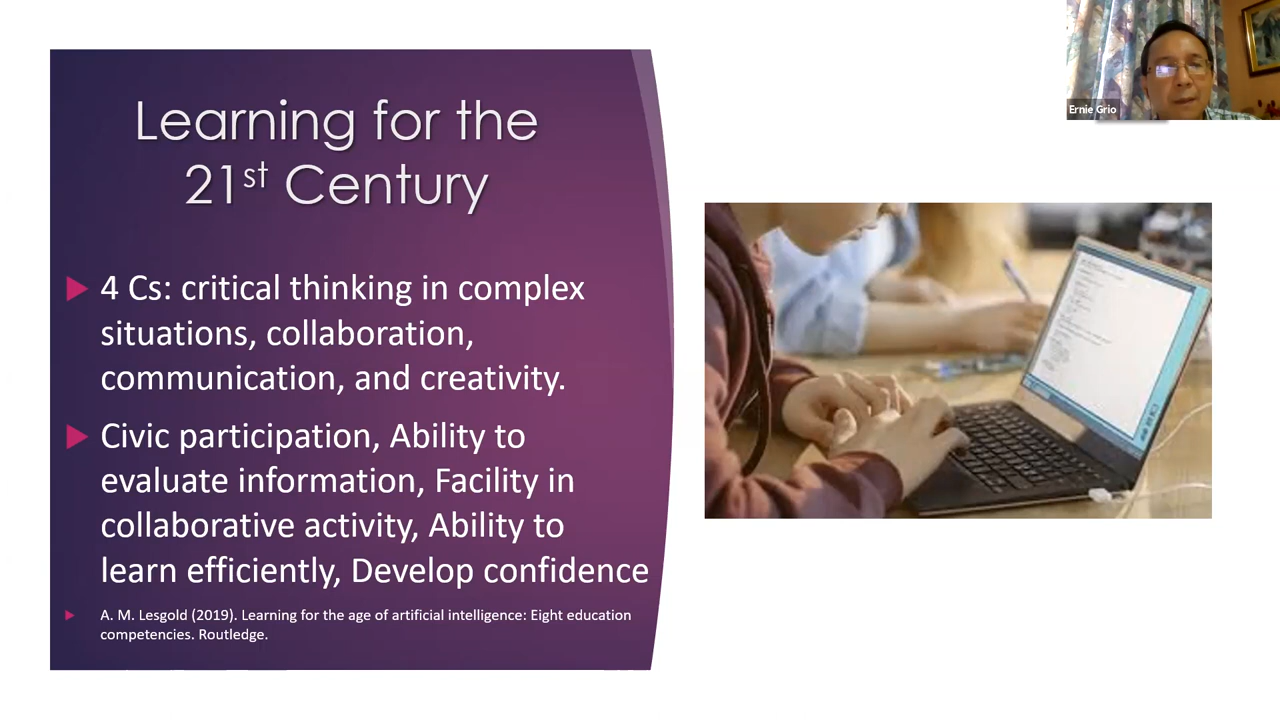 Learning for the
21st Century
4 Cs: critical thinking in complex
situations, collaboration,
communication, and creativity.
Civic participation, Ability to
evaluate information, Facility in
collaborative activity, Ability to
learn efficiently, Develop confidence
A. M. Lesgold (2019). Learning for the age of artificial intelligence: Eight education
competencies. Routledge.
Ernie Grio